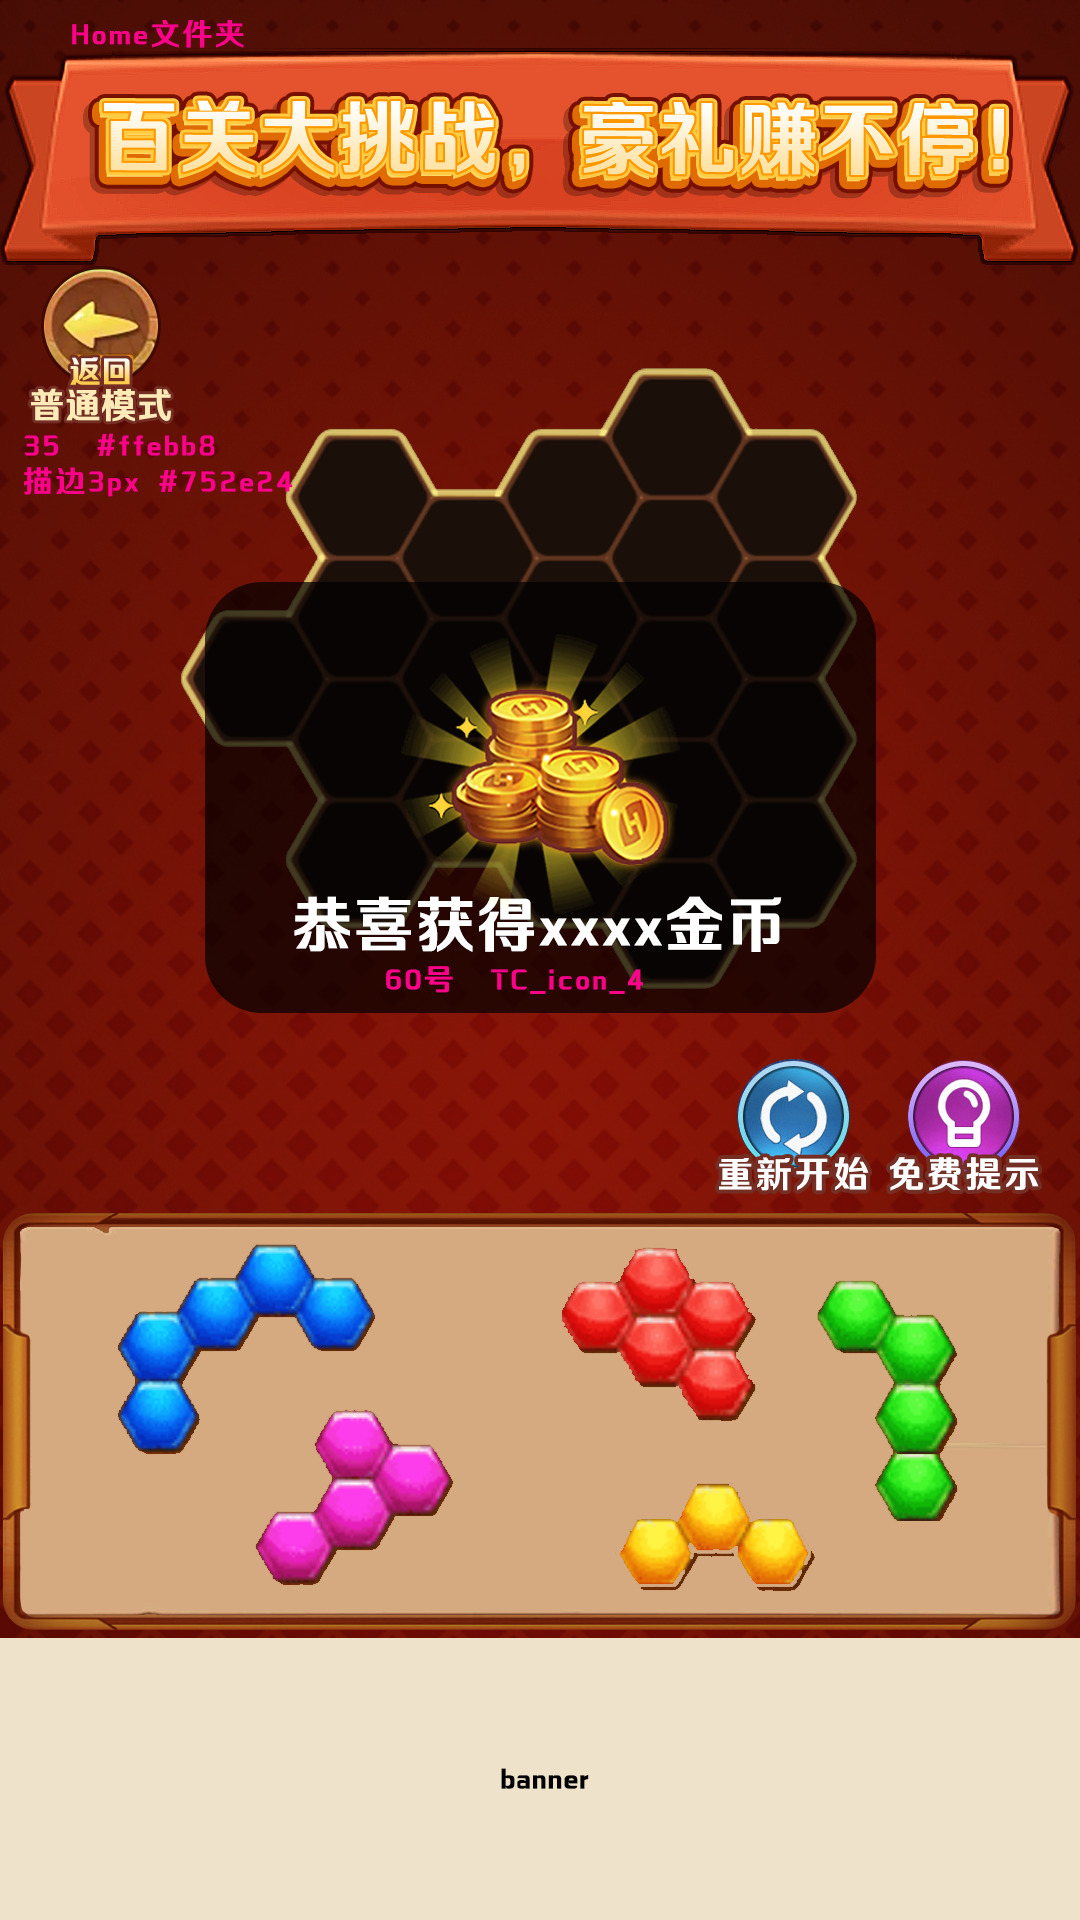 Home文件夹
百关大挑战，豪礼赚不停！
返回
普通模式
35 #ffebb8
描边3px #752e24
恭喜获得xxxx金币
60号 TC_icon_4
重新开始 免费提示
banner